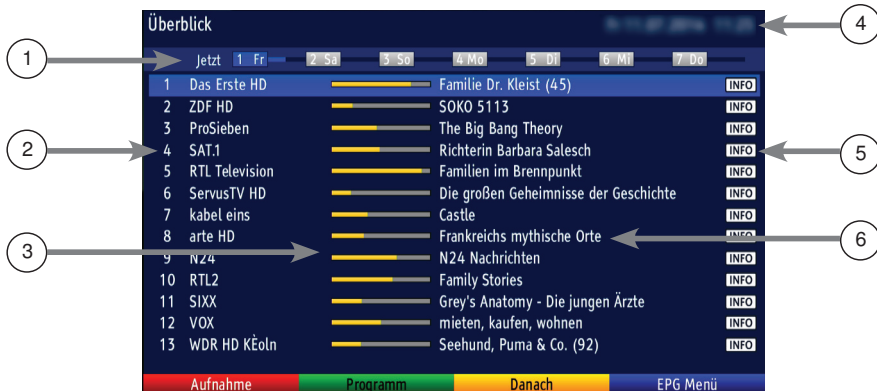 Überblick
4
1
Jetzt 1 Fr 2 Sa 3 So 4 Mo 5 Di 6 Mi 7 Do
1 Das Erste HD Familie Dr. Kleist (45) INFO
2 ZDF HD SOKO 5113 INFO
3 ProSieben The Big Bang Theory INFO
2
4 SAT.1 Richterin Barbara Salesch INFO
5
5 RTL Television Familien im Brennpunkt INFO
6 ServusTV HD Die großen Geheimnisse der Geschichte INFO
7 kabel eins Castle INFO
8 arte HD Frankreichs mythische Orte INFO
6
3
9 N24 N24 Nachrichten INFO
10 RTL2 Family Stories INFO
11 SIXX Grey's Anatomy - Die jungen Ärzte INFO
12 VOX mieten, kaufen, wohnen INFO
13 WDR HD KÈoln Seehund, Puma & Co. (92) INFO
Aufnahme Programm Danach EPG Menü